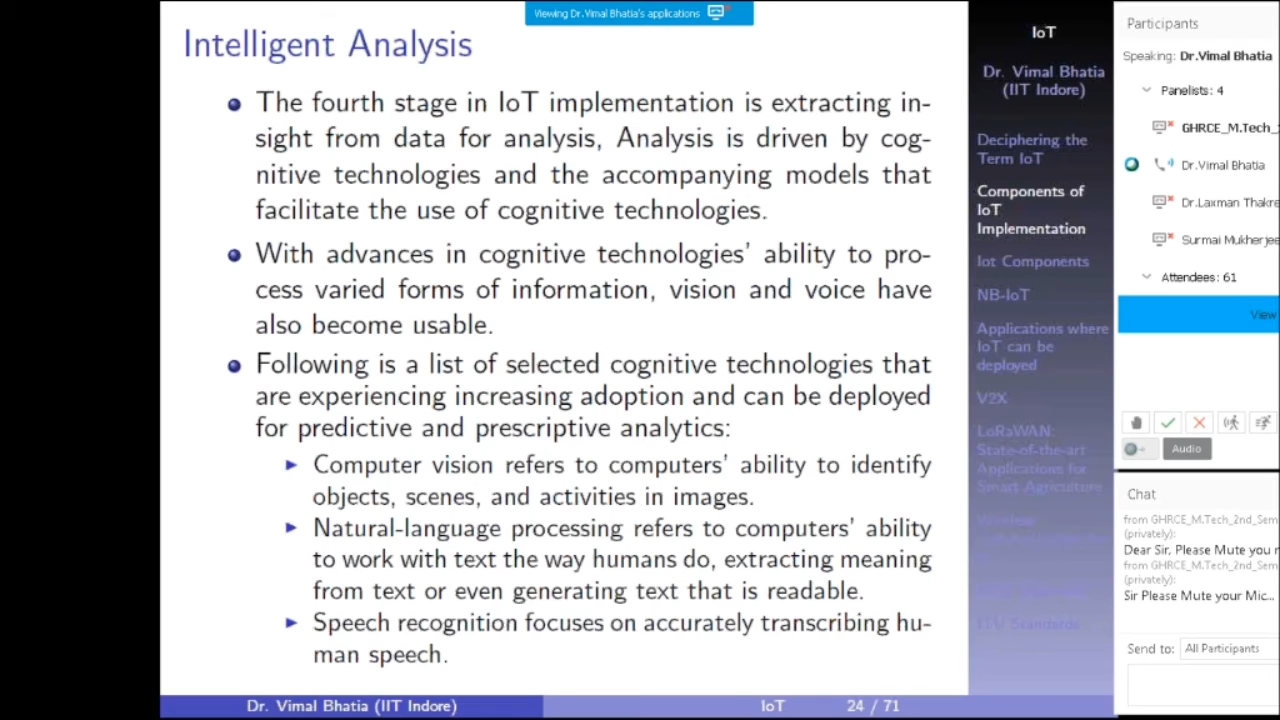 Viewing Dr.Vimal Bhatia's applications
Intelligent Analysis
The fourth stage in IoT implementation is extracting in-
sight from data for analysis, Analysis is driven by cog-
nitive technologies and the accompanying models that
facilitate the use of cognitive technologies.
With advances in cognitive technologies' ability to pro-
cess varied forms of information, vision and voice have
also become usable.
Following is a list of selected cognitive technologies that
are experiencing increasing adoption and can be deployed
for predictive and prescriptive analytics:
Computer vision refers to computers' ability to identify
objects, scenes, and activities in images.
Natural-language processing refers to computers' ability
to work with text the way humans do, extracting meaning
from text or even generating text that is readable.
Speech recognition focuses on accurately transcribing hu-
man speech.
Dr. Vimal Bhatia (IIT Indore)
IoT
24 / 71
IoT
Dr. Vimal Bhatia
(IIT Indore)
Deciphering the
Term IoT
Components of
IoT
Implementation
Iot Components
NB-IoT
Applications where
IoT can be
deployed
V2X
LoRaWAN:
State-of-the-art
Applications for
Smart Agriculture
Wireless
ITU Standards
Participants
Speaking: Dr.Vimal Bhatia
Panelists: 4
GHRCE_M.Tech_
Dr.Vimal Bhatia
Dr.Laxman Thakre
Surmai Mukherjee
Attendees: 61
View
Audio
Chat
from GHRCE_M.Tech_2nd_Sem
(privately):
Dear Sir, Please Mute you
from GHRCE_M.Tech_2nd_Sem
(privately):
Sir Please Mute your Mic...
Send to:
All Participants